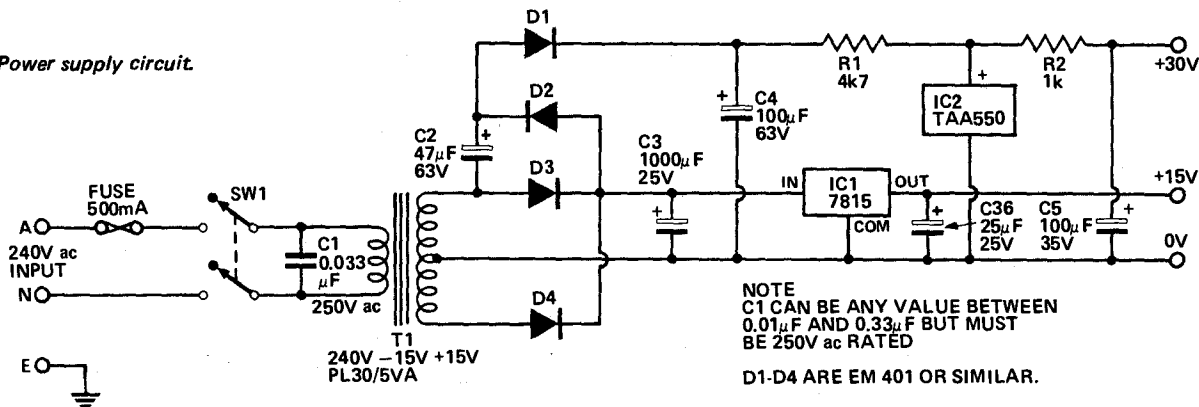 Power supply circuit.
D1
D2
D3
D4
C2
47μF
63V
C4
100μF
63V
C3
1000μF
25V
R1
4k7
R2
1k
+30V
IC2
TAA550
+
+
+
+
+
+
IN
IC1
7815
OUT
COM
+15V
C36
25μF
25V
C5
100μF
35V
0V
FUSE
500mA
SW1
A
240V ac
INPUT
N
E
C1
0.033
μF
250V ac
T1
240V –15V +15V
PL30/5VA
NOTE
C1 CAN BE ANY VALUE BETWEEN
0.01μF AND 0.33μF BUT MUST
BE 250V ac RATED
D1-D4 ARE EM 401 OR SIMILAR.